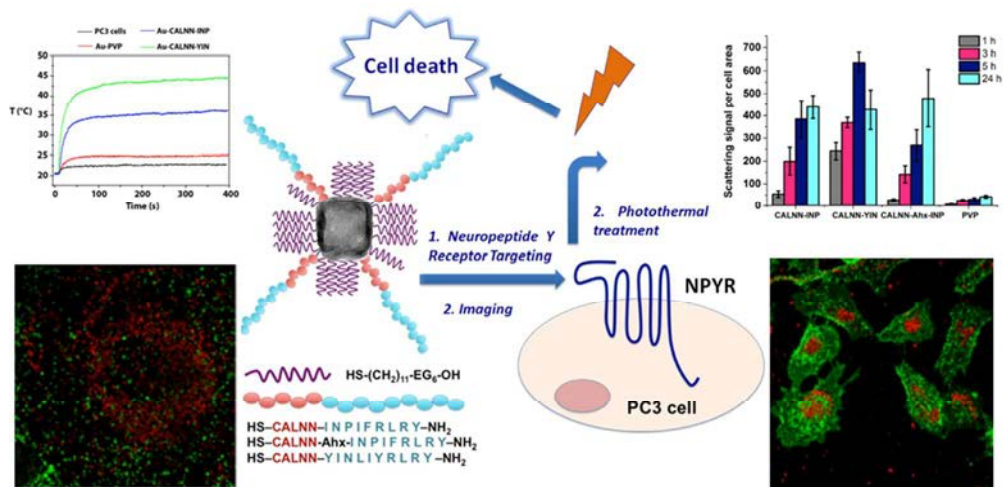 PC3 cells
Au-PVP
Au-CALNN-INP
Au-CALNN-YIN
T (°C)
50
45
40
35
30
25
20
0 100 200 300 400
Time (s)
Cell death
1. Neuropeptide Y
Receptor Targeting
2. Imaging
2. Photothermal
treatment
NPYR
PC3 cell
HS-(CH₂)₁₁-EG₆-OH
HS–CALNN–INPIFRLRY–NH₂
HS–CALNN-Ahx-INPIFRLRY–NH₂
HS–CALNN–YINLIYRLRY–NH₂
Scattering signal per cell area
700
600
500
400
300
200
100
0
1 h
3 h
5 h
24 h
CALNN-INP CALNN-YIN CALNN-Ahx-INP PVP